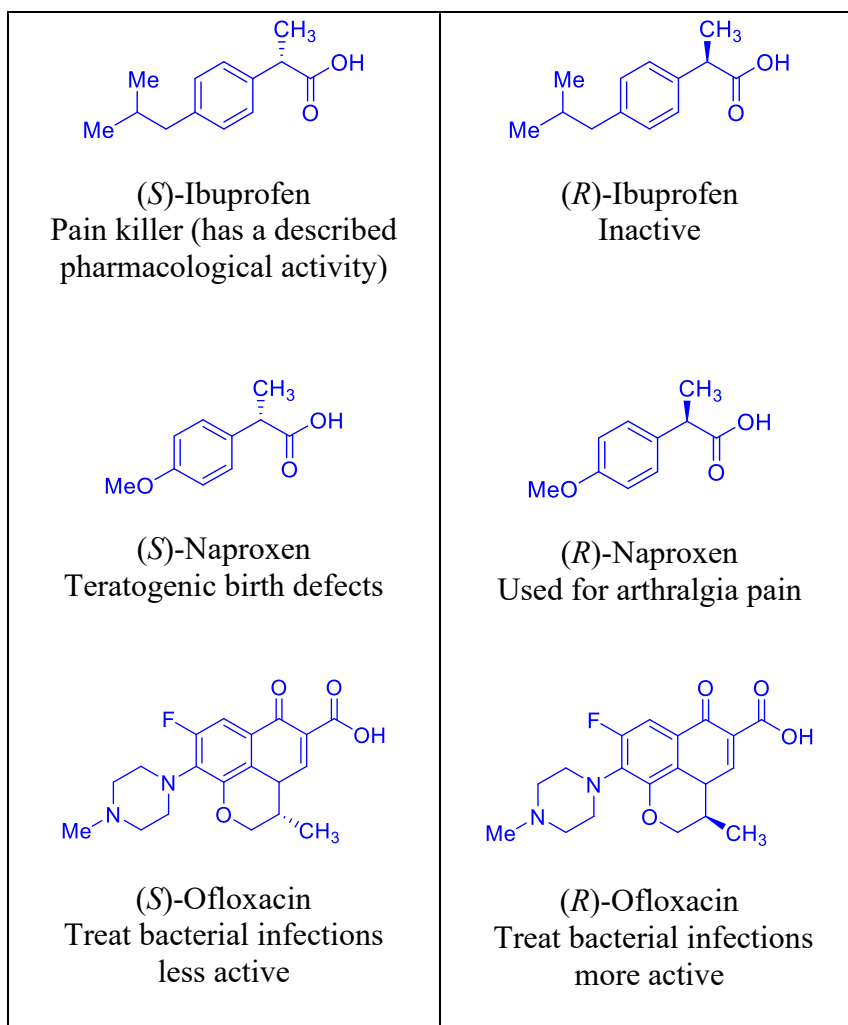 CH₃
OH
O
Me
Me
(S)-Ibuprofen
Pain killer (has a described
pharmacological activity)
CH₃
OH
O
Me
Me
(R)-Ibuprofen
Inactive
CH₃
OH
O
MeO
(S)-Naproxen
Teratogenic birth defects
CH₃
OH
O
MeO
(R)-Naproxen
Used for arthralgia pain
O
O
F
OH
N
N
O
Me
CH₃
(S)-Ofloxacin
Treat bacterial infections
less active
O
O
F
OH
N
N
O
Me
CH₃
(R)-Ofloxacin
Treat bacterial infections
more active